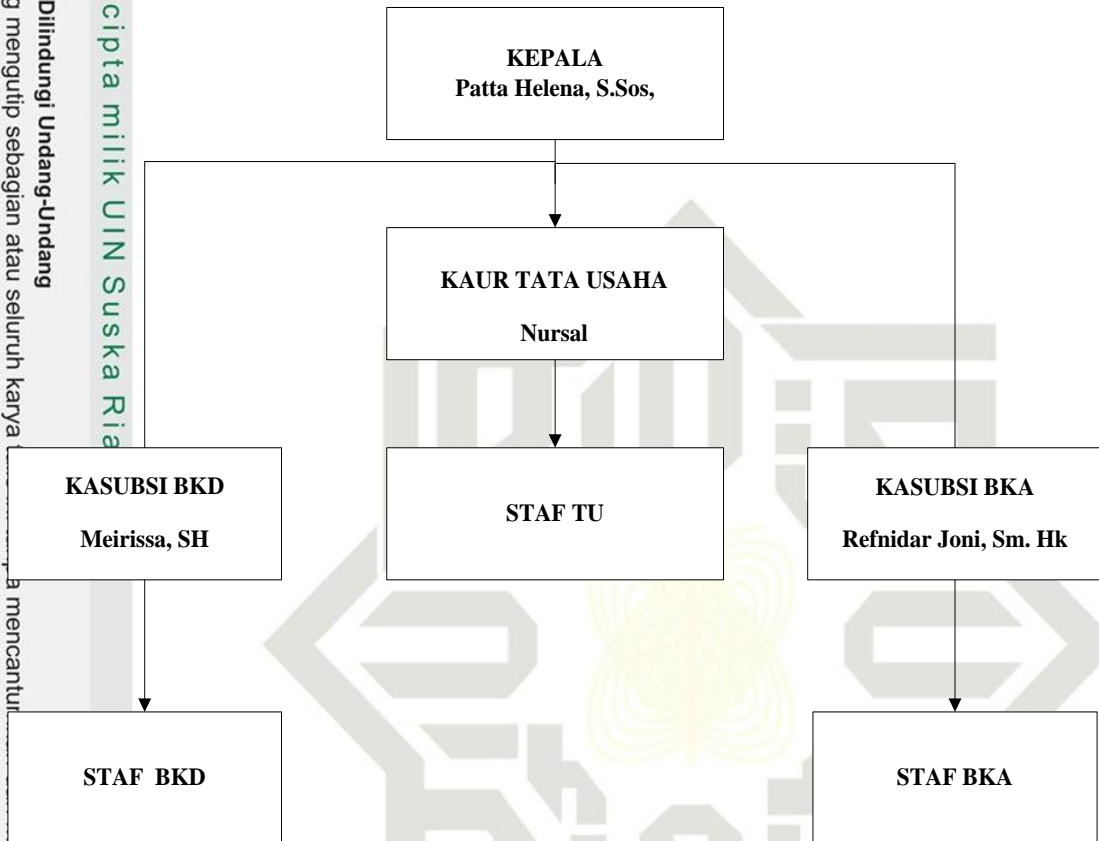 cipta milik UIN Suska Ria
Dilindungi Undang-Undang
mengutip sebagian atau seluruh karya
mencantum
KEPALA
Patta Helena, S.Sos,
KAUR TATA USAHA
Nursal
KASUBSI BKD
Meirissa, SH
STAF TU
KASUBSI BKA
Refnidar Joni, Sm. Hk
STAF BKD
STAF BKA